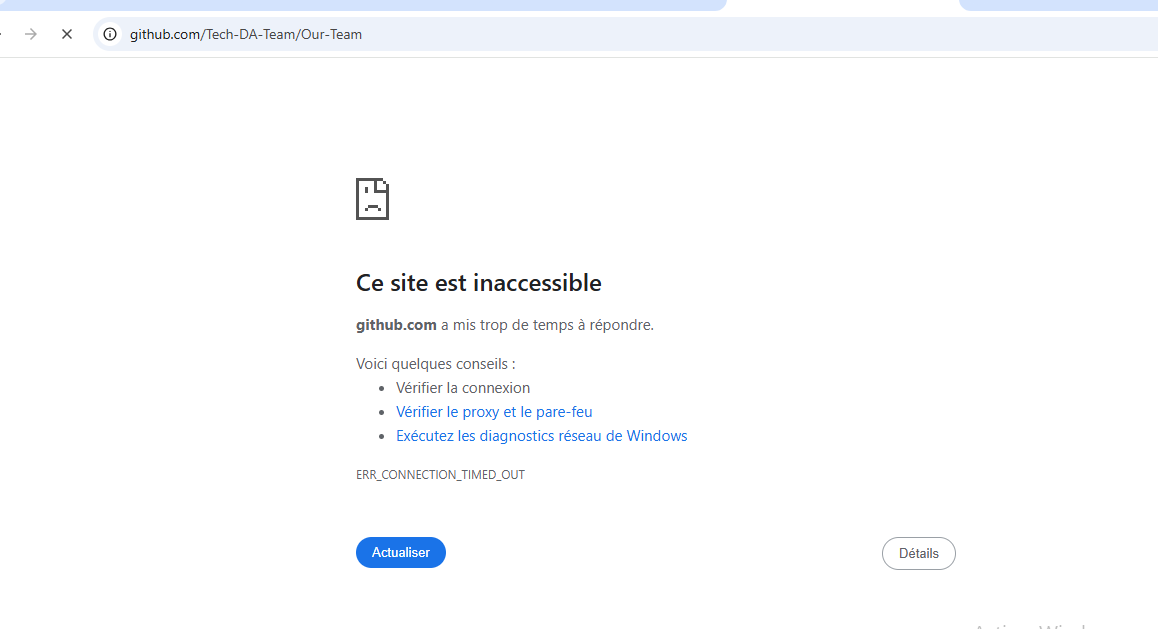 github.com/Tech-DA-Team/Our-Team
Ce site est inaccessible
github.com a mis trop de temps à répondre.
Voici quelques conseils :
Vérifier la connexion
Vérifier le proxy et le pare-feu
Exécutez les diagnostics réseau de Windows
ERR_CONNECTION_TIMED_OUT
Actualiser
Détails